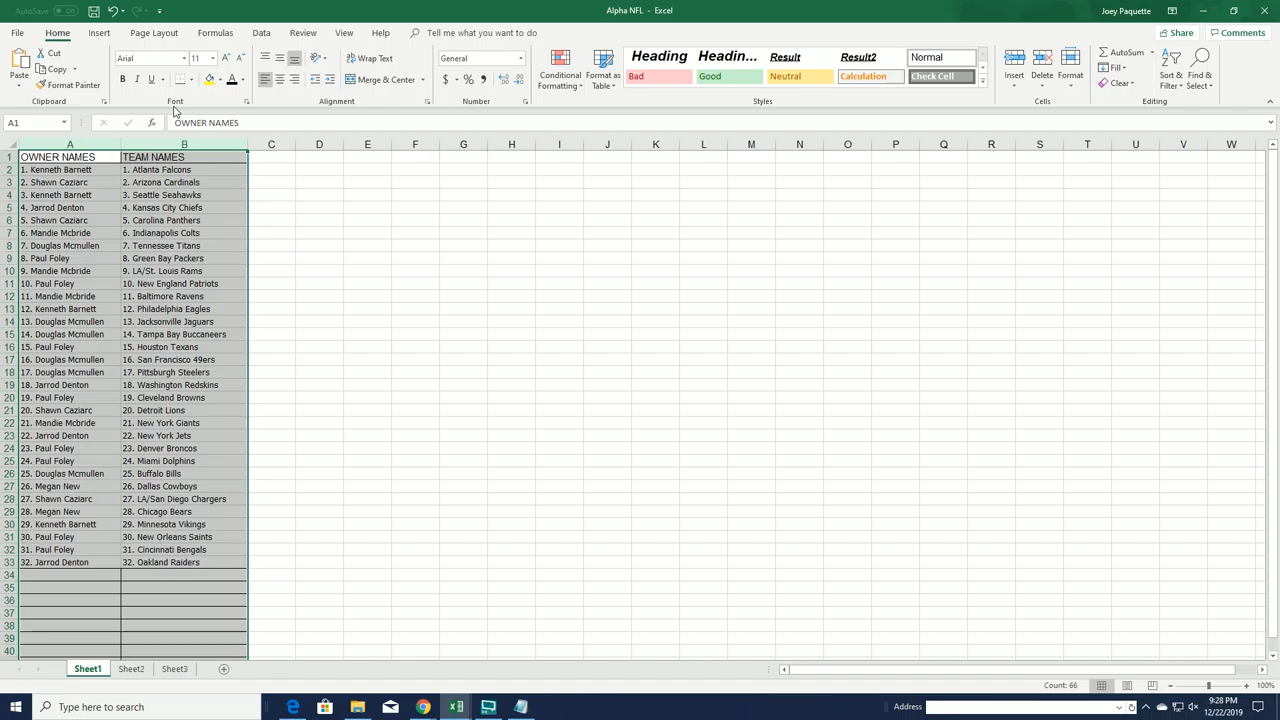 AutoSave Off Alpha NFL - Excel Joey Paquette
File Home Insert Page Layout Formulas Data Review View Help Tell me what you want to do Share Comments
Paste Cut Copy Format Painter Clipboard
Arial 11 B I U Font
Wrap Text Merge & Center Alignment
General $ % Number
Conditional Formatting Format as Table
Heading Headin... Result Result2 Normal
Bad Good Neutral Calculation Check Cell
Styles
Insert Delete Format Cells
AutoSum Fill Clear Sort & Filter Find & Select Editing
A1 fx OWNER NAMES
A B C D E F G H I J K L M N O P Q R S T U V W
1 OWNER NAMES TEAM NAMES
2 1. Kenneth Barnett 1. Atlanta Falcons
3 2. Shawn Caziarc 2. Arizona Cardinals
4 3. Kenneth Barnett 3. Seattle Seahawks
5 4. Jarrod Denton 4. Kansas City Chiefs
6 5. Shawn Caziarc 5. Carolina Panthers
7 6. Mandie Mcbride 6. Indianapolis Colts
8 7. Douglas Mcmullen 7. Tennessee Titans
9 8. Paul Foley 8. Green Bay Packers
10 9. Mandie Mcbride 9. LA/St. Louis Rams
11 10. Paul Foley 10. New England Patriots
12 11. Mandie Mcbride 11. Baltimore Ravens
13 12. Kenneth Barnett 12. Philadelphia Eagles
14 13. Douglas Mcmullen 13. Jacksonville Jaguars
15 14. Douglas Mcmullen 14. Tampa Bay Buccaneers
16 15. Paul Foley 15. Houston Texans
17 16. Douglas Mcmullen 16. San Francisco 49ers
18 17. Douglas Mcmullen 17. Pittsburgh Steelers
19 18. Jarrod Denton 18. Washington Redskins
20 19. Paul Foley 19. Cleveland Browns
21 20. Shawn Caziarc 20. Detroit Lions
22 21. Mandie Mcbride 21. New York Giants
23 22. Jarrod Denton 22. New York Jets
24 23. Paul Foley 23. Denver Broncos
25 24. Paul Foley 24. Miami Dolphins
26 25. Douglas Mcmullen 25. Buffalo Bills
27 26. Megan New 26. Dallas Cowboys
28 27. Shawn Caziarc 27. LA/San Diego Chargers
29 28. Megan New 28. Chicago Bears
30 29. Kenneth Barnett 29. Minnesota Vikings
31 30. Paul Foley 30. New Orleans Saints
32 31. Paul Foley 31. Cincinnati Bengals
33 32. Jarrod Denton 32. Oakland Raiders
34
35
36
37
38
39
40
Sheet1 Sheet2 Sheet3
Count: 66 100%
Type here to search Address 9:28 PM
12/22/2019